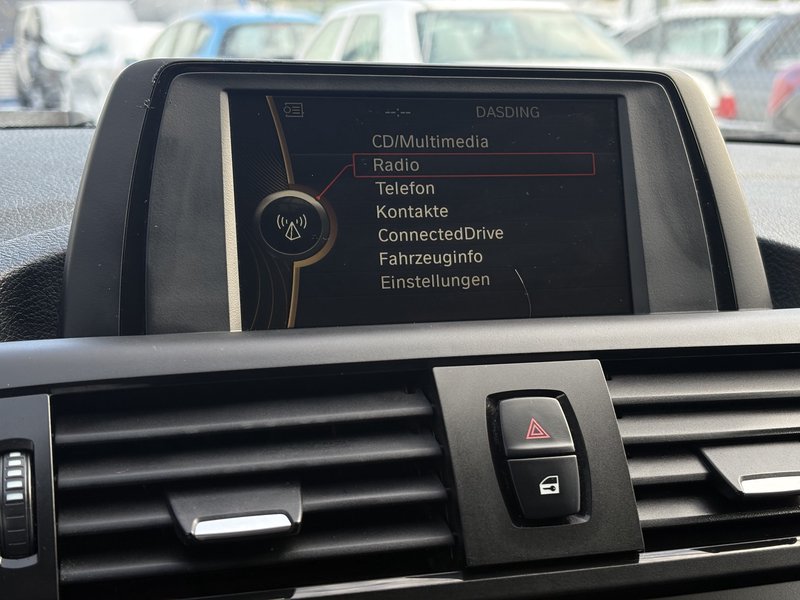 --:-- DASDING
CD/Multimedia
Radio
Telefon
Kontakte
ConnectedDrive
Fahrzeuginfo
Einstellungen